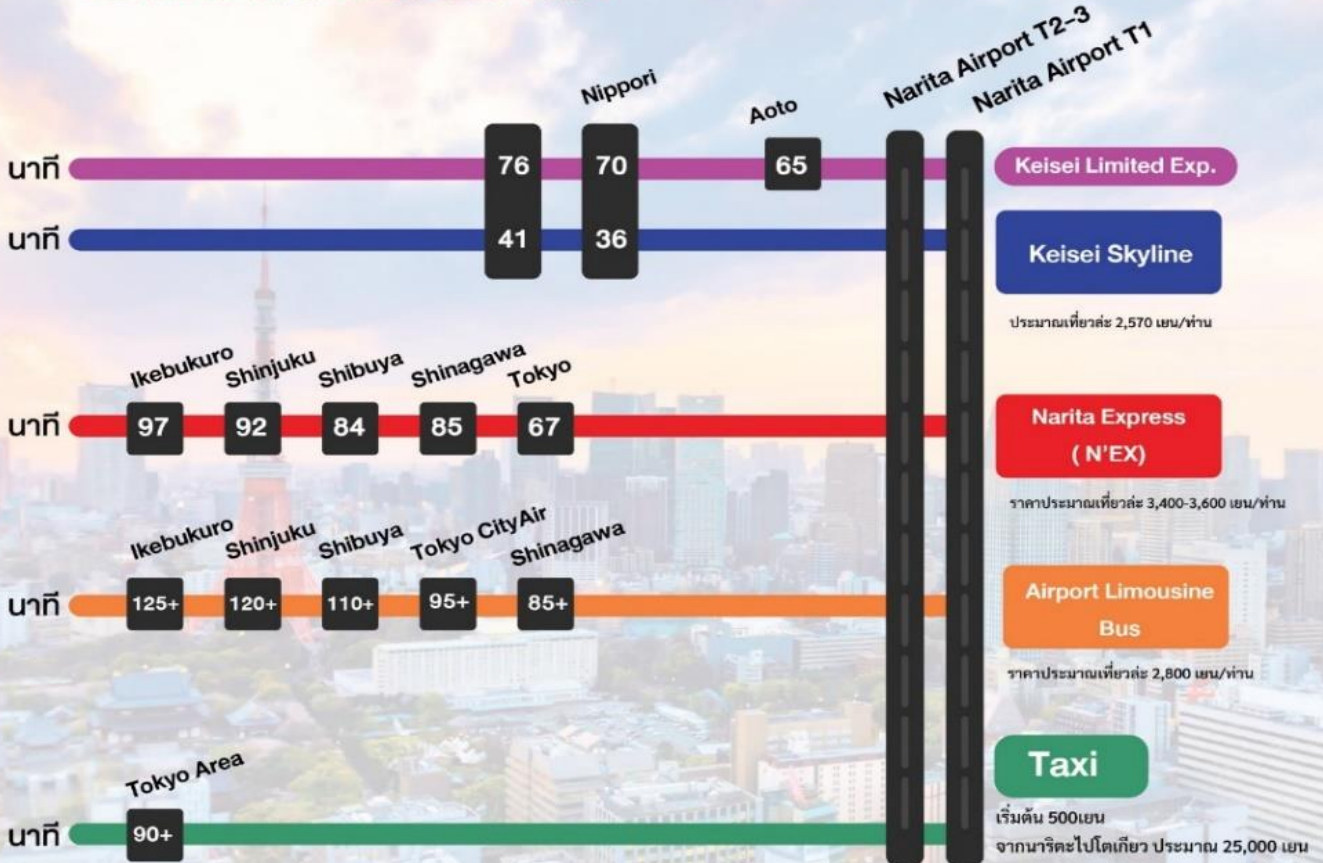 Narita Airport T2-3
Narita Airport T1
Nippori
Aoto
นาที
76
70
65
Keisei Limited Exp.
นาที
41
36
Keisei Skyline
ประมาณเที่ยวล่ะ 2,570 เยน/ท่าน
Ikebukuro
Shinjuku
Shibuya
Shinagawa
Tokyo
นาที
97
92
84
85
67
Narita Express
( N'EX)
ราคาประมาณเที่ยวล่ะ 3,400-3,600 เยน/ท่าน
Ikebukuro
Shinjuku
Shibuya
Tokyo CityAir
Shinagawa
นาที
125+
120+
110+
95+
85+
Airport Limousine
Bus
ราคาประมาณเที่ยวล่ะ 2,800 เยน/ท่าน
Tokyo Area
นาที
90+
Taxi
เริ่มต้น 500เยน
จากนาริตะไปโตเกียว ประมาณ 25,000 เยน